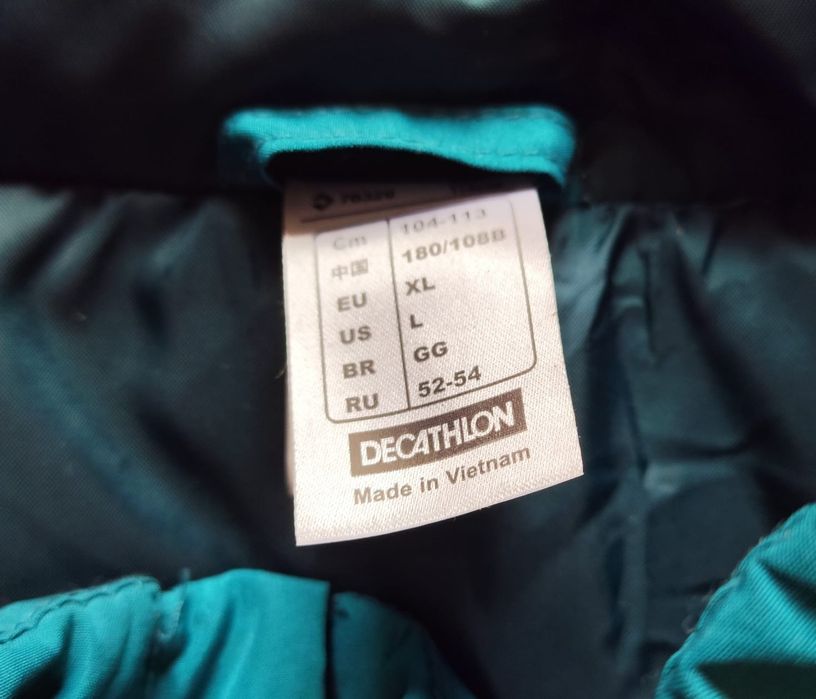 Cm 104-113
中国 180/108B
EU XL
US L
BR GG
RU 52-54
DECATHLON
Made in Vietnam